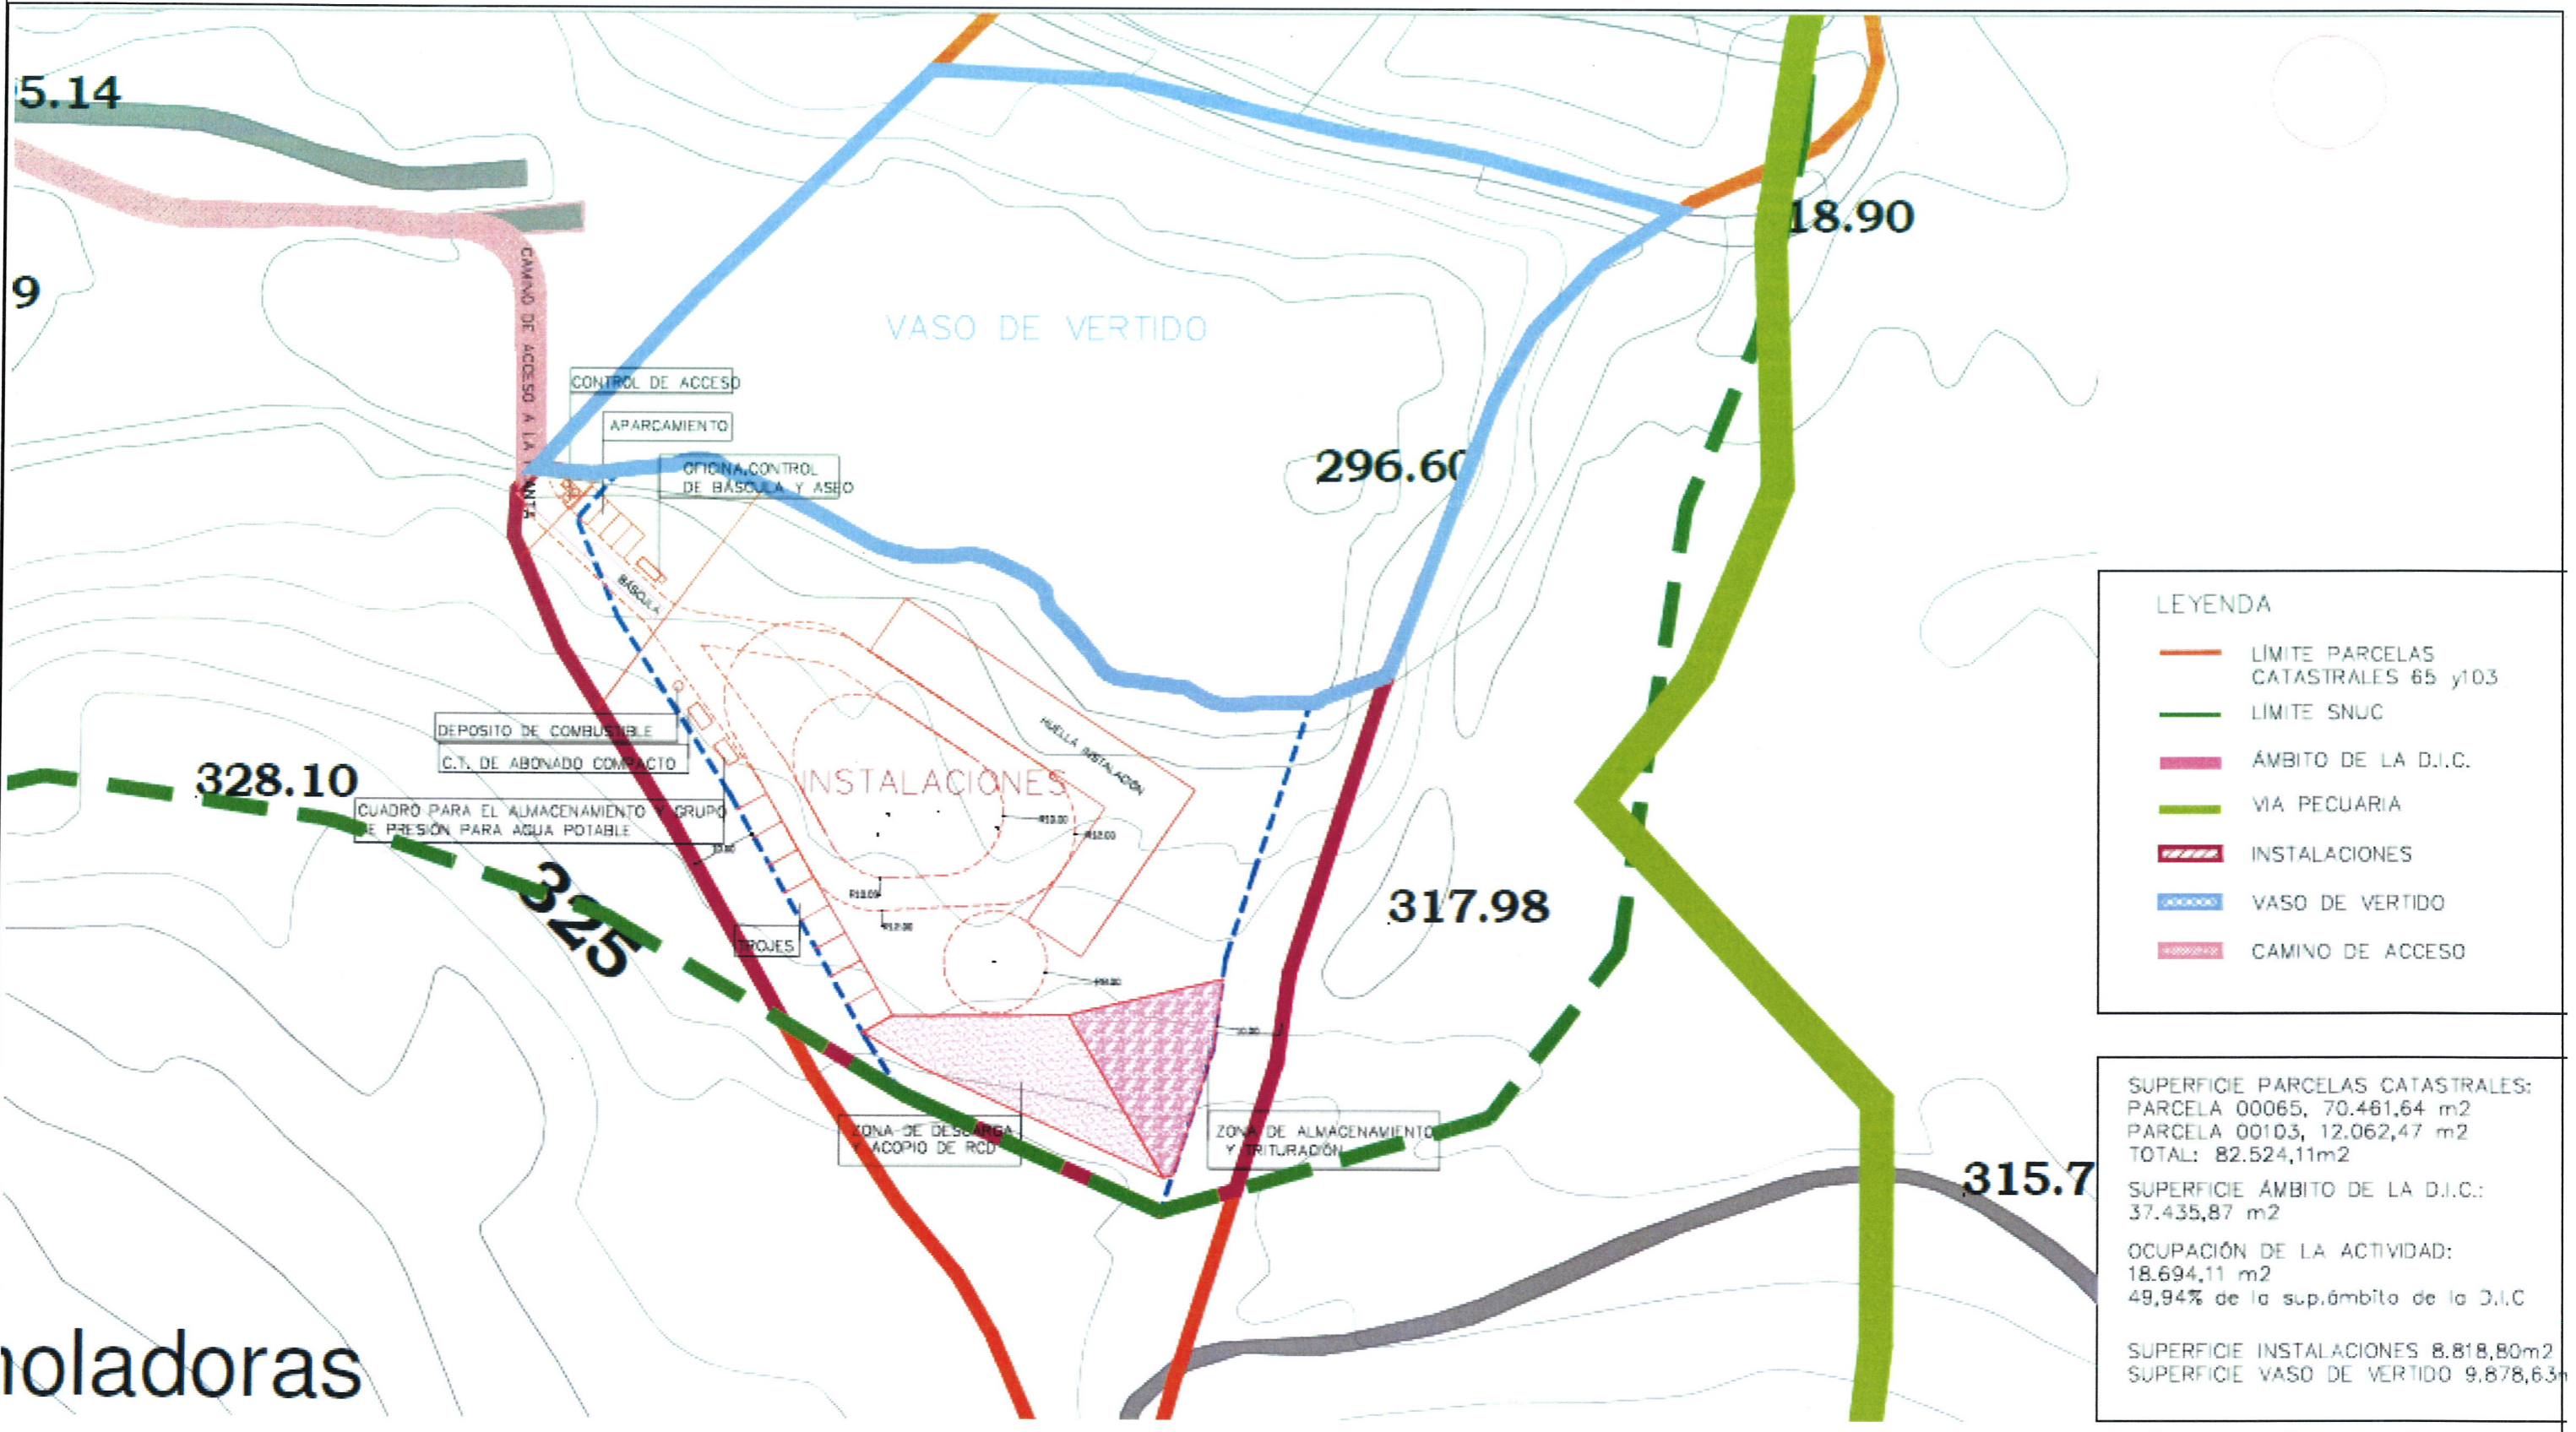 5.14
9
18.90
CAMINO DE ACCESO A LA
ANTA
VASO DE VERTIDO
CONTROL DE ACCESO
APARCAMIENTO
OFICINA,CONTROL
DE BÁSCULA Y ASEO
296.60
BÁSCULA
HUELLA INSTALACIÓN
INSTALACIONES
DEPOSITO DE COMBUSTIBLE
C.T. DE ABONADO COMPACTO
CUADRO PARA EL ALMACENAMIENTO Y GRUPO
DE PRESIÓN PARA AGUA POTABLE
328.10
325
317.98
R12.00
TROJES
ZONA DE DESCARGA
Y ACOPIO DE RCD
ZONA DE ALMACENAMIENTO
Y TRITURACIÓN
315.7
noladoras
LEYENDA
LÍMITE PARCELAS
CATASTRALES 65 y103
LÍMITE SNUC
ÁMBITO DE LA D.I.C.
VIA PECUARIA
INSTALACIONES
VASO DE VERTIDO
CAMINO DE ACCESO
SUPERFICIE PARCELAS CATASTRALES:
PARCELA 00065, 70.461,64 m2
PARCELA 00103, 12.062,47 m2
TOTAL: 82.524,11m2
SUPERFICIE ÁMBITO DE LA D.I.C.:
37.435,87 m2
OCUPACIÓN DE LA ACTIVIDAD:
18.694,11 m2
49,94% de la sup.ámbito de la D.I.C
SUPERFICIE INSTALACIONES 8.818,80m2
SUPERFICIE VASO DE VERTIDO 9.878,63m